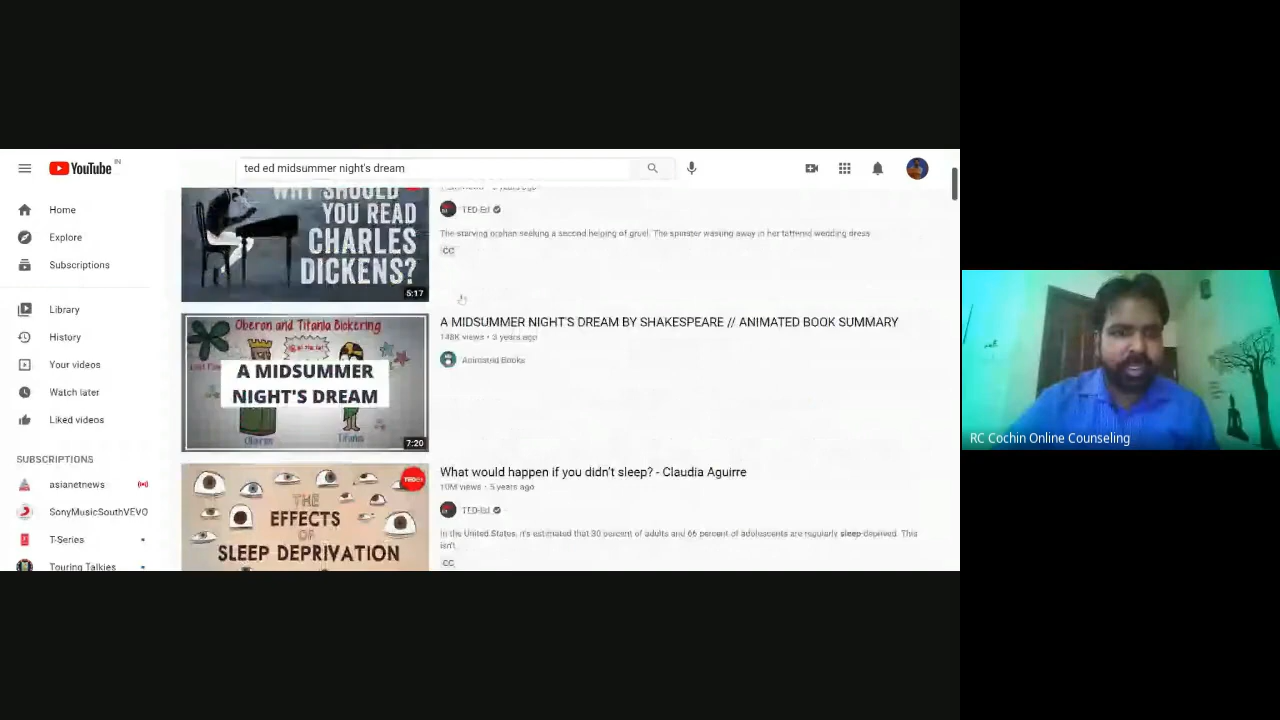 YouTube IN
ted ed midsummer night's dream
Home
Explore
Subscriptions
Library
History
Your videos
Watch later
Liked videos
SUBSCRIPTIONS
asianetnews
SonyMusicSouthVEVO
T-Series
Touring Talkies
WHY SHOULD
YOU READ
CHARLES
DICKENS?
5:17
TED-Ed
The starving orphan seeking a second helping of gruel. The spinster wasting away in her tattered wedding dress
CC
Oberon and Titania Bickering
A MIDSUMMER
NIGHT'S DREAM
Oberon
Titania
7:20
A MIDSUMMER NIGHT'S DREAM BY SHAKESPEARE // ANIMATED BOOK SUMMARY
148K views • 3 years ago
Animated Books
THE
EFFECTS
OF
SLEEP DEPRIVATION
What would happen if you didn't sleep? - Claudia Aguirre
10M views • 5 years ago
TED-Ed
In the United States, it's estimated that 30 percent of adults and 66 percent of adolescents are regularly sleep-deprived. This
isn't
CC
RC Cochin Online Counseling